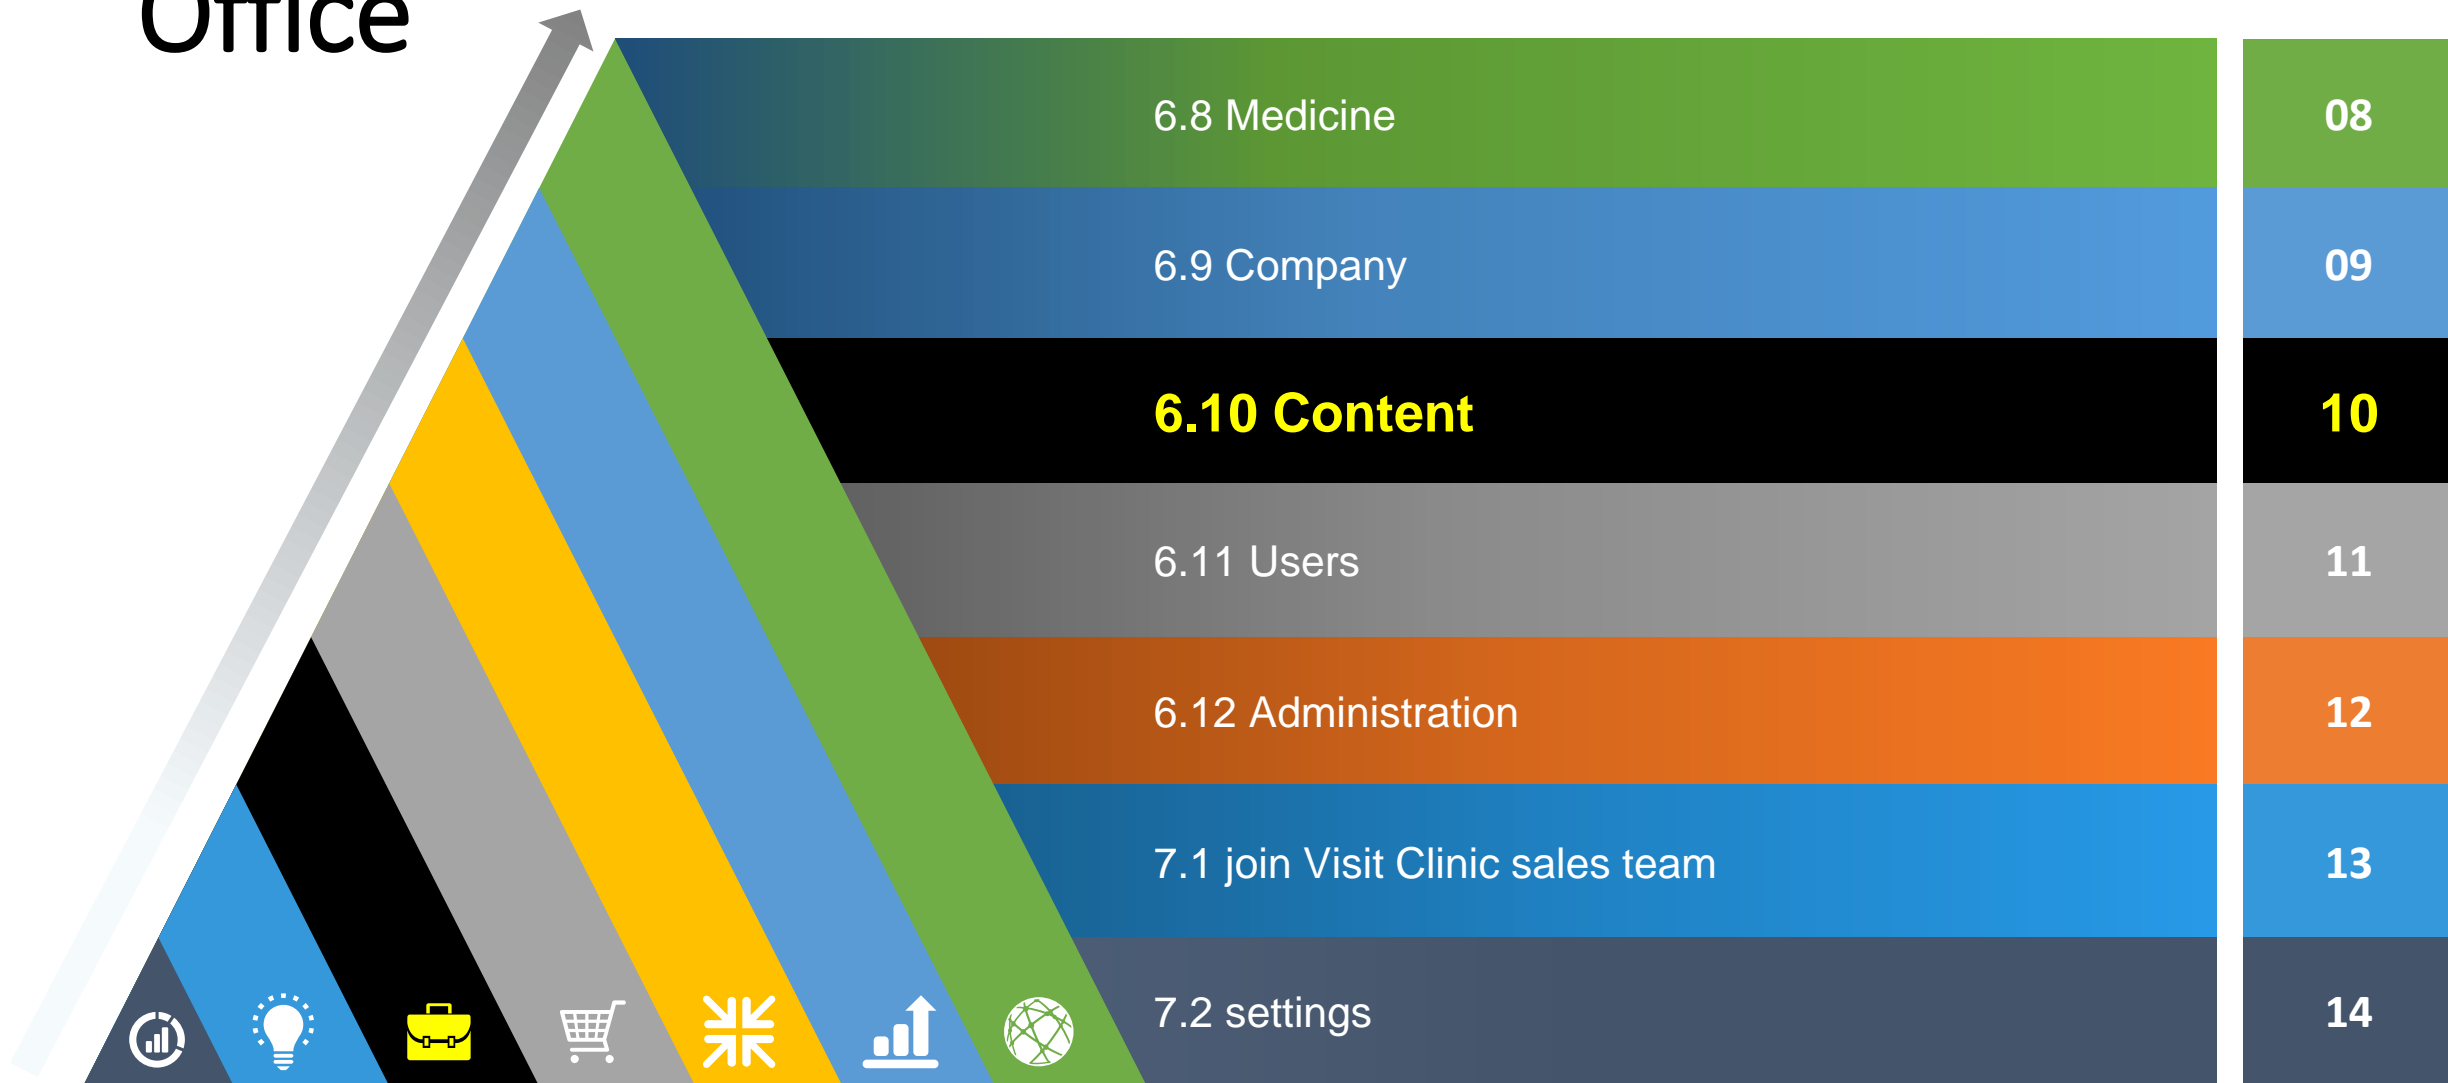 Office
6.8 Medicine
08
6.9 Company
09
6.10 Content
10
6.11 Users
11
6.12 Administration
12
7.1 join Visit Clinic sales team
13
7.2 settings
14